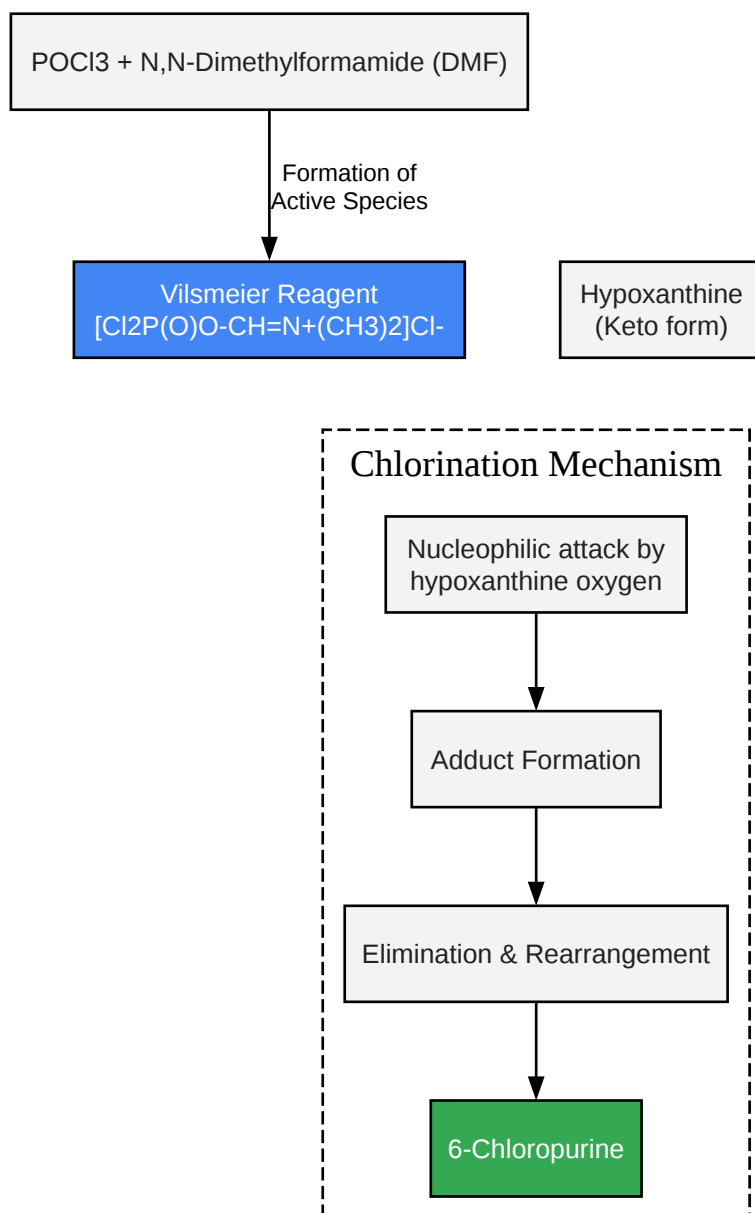 POCl3 + N,N-Dimethylformamide (DMF)
Formation of
Active Species
Vilsmeier Reagent
[Cl2P(O)O-CH=N+(CH3)2]Cl-
Hypoxanthine
(Keto form)
Chlorination Mechanism
Nucleophilic attack by
hypoxanthine oxygen
Adduct Formation
Elimination & Rearrangement
6-Chloropurine